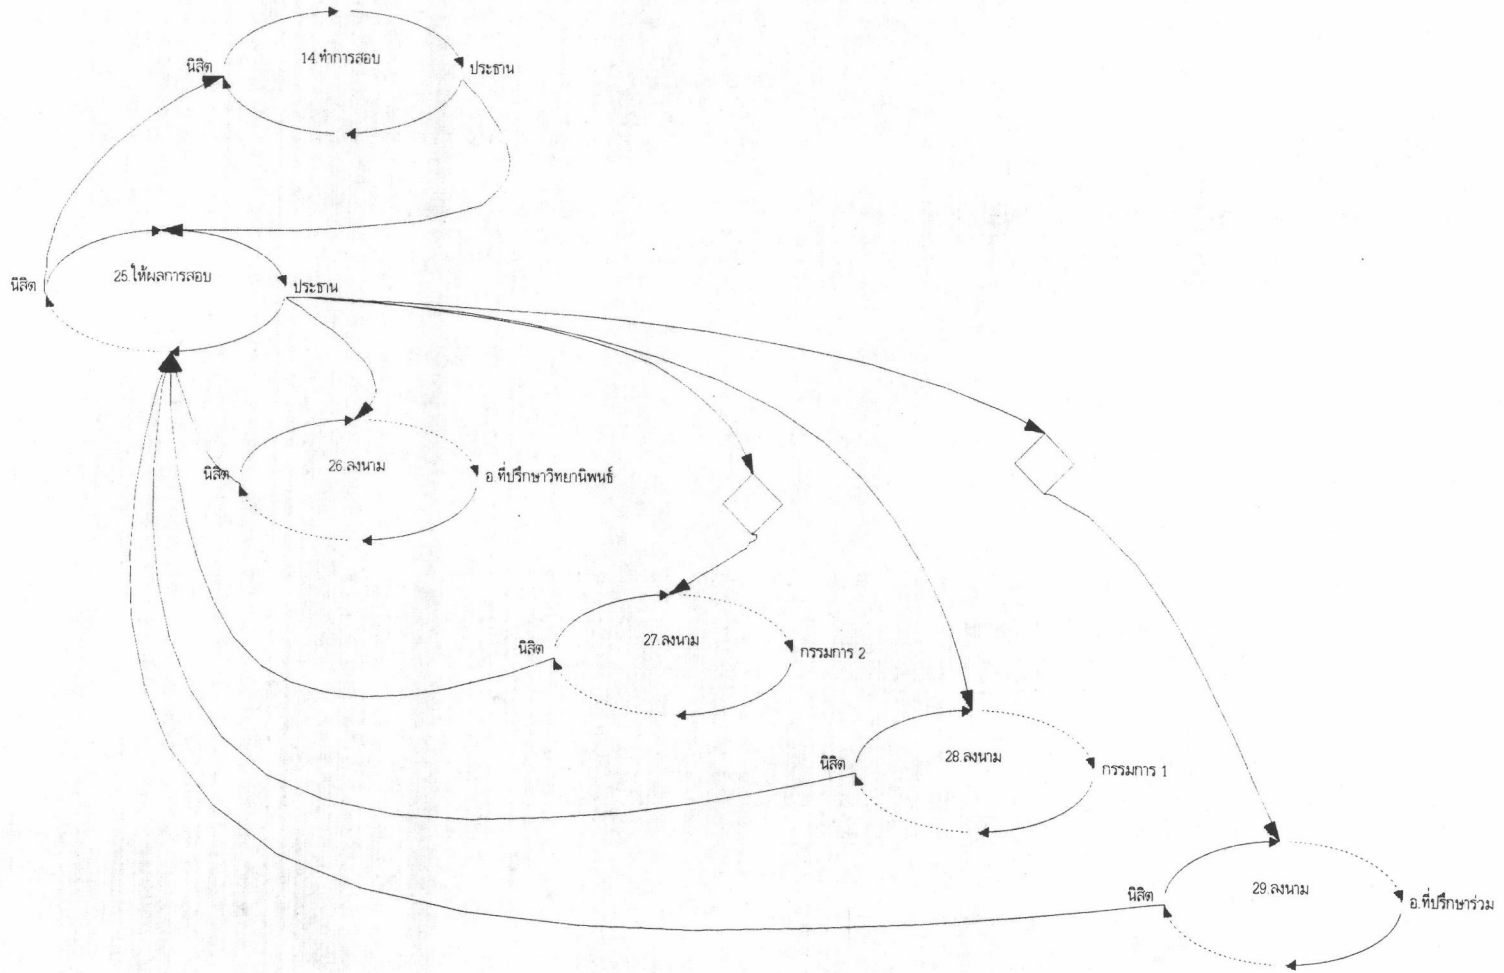 14.ทำการสอบ
นิสิต
ประธาน
25.ให้ผลการสอบ
นิสิต
ประธาน
26.ลงนาม
นิสิต
อ ที่ปรึกษาวิทยานิพนธ์
27.ลงนาม
นิสิต
กรรมการ 2
28.ลงนาม
นิสิต
กรรมการ 1
29.ลงนาม
นิสิต
อ.ที่ปรึกษาร่วม